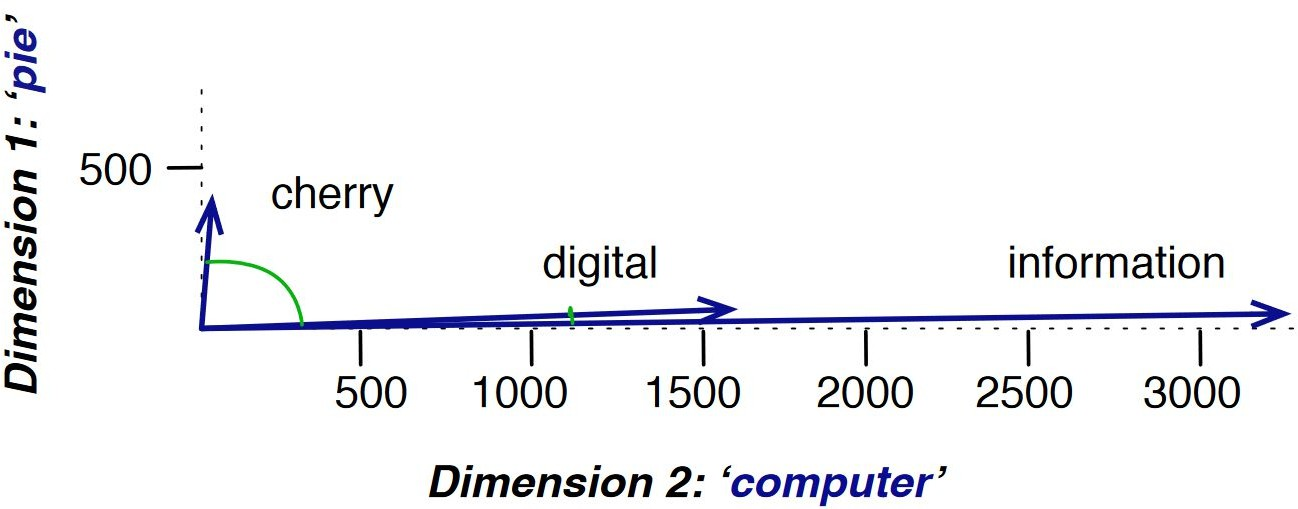 Dimension 1: ‘pie’
500
cherry
digital
information
500 1000 1500 2000 2500 3000
Dimension 2: ‘computer’